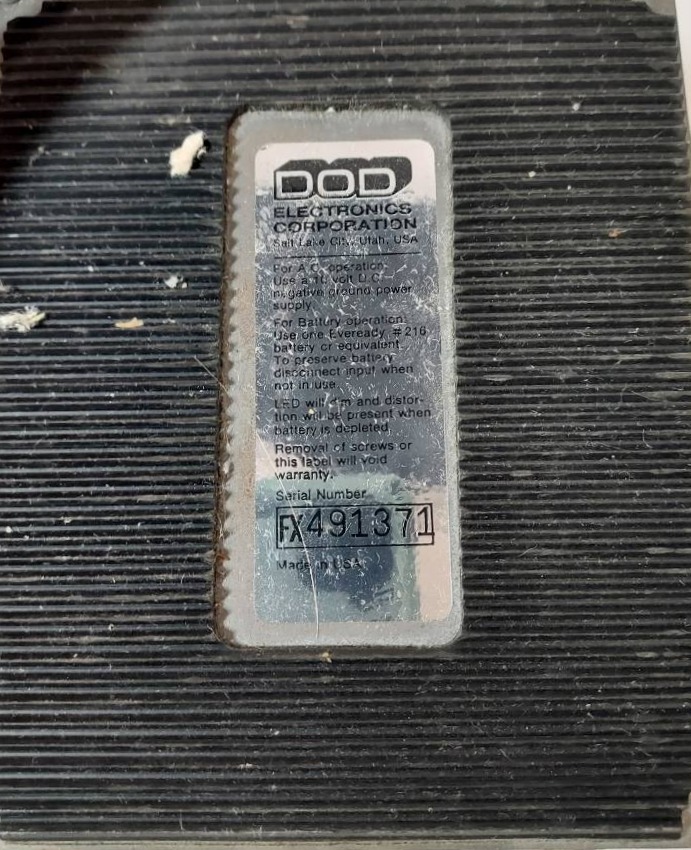 DOD
ELECTRONICS
CORPORATION
Salt Lake City, Utah, USA
For A.C. operation:
Use a 10 volt D.C.
negative ground power
supply.
For Battery operation:
Use one Eveready #216
battery or equivalent.
To preserve battery
disconnect input when
not in use.
LED will dim and distor-
tion will be present when
battery is depleted.
Removal of screws or
this label will void
warranty.
Serial Number
FX491371
Made in USA